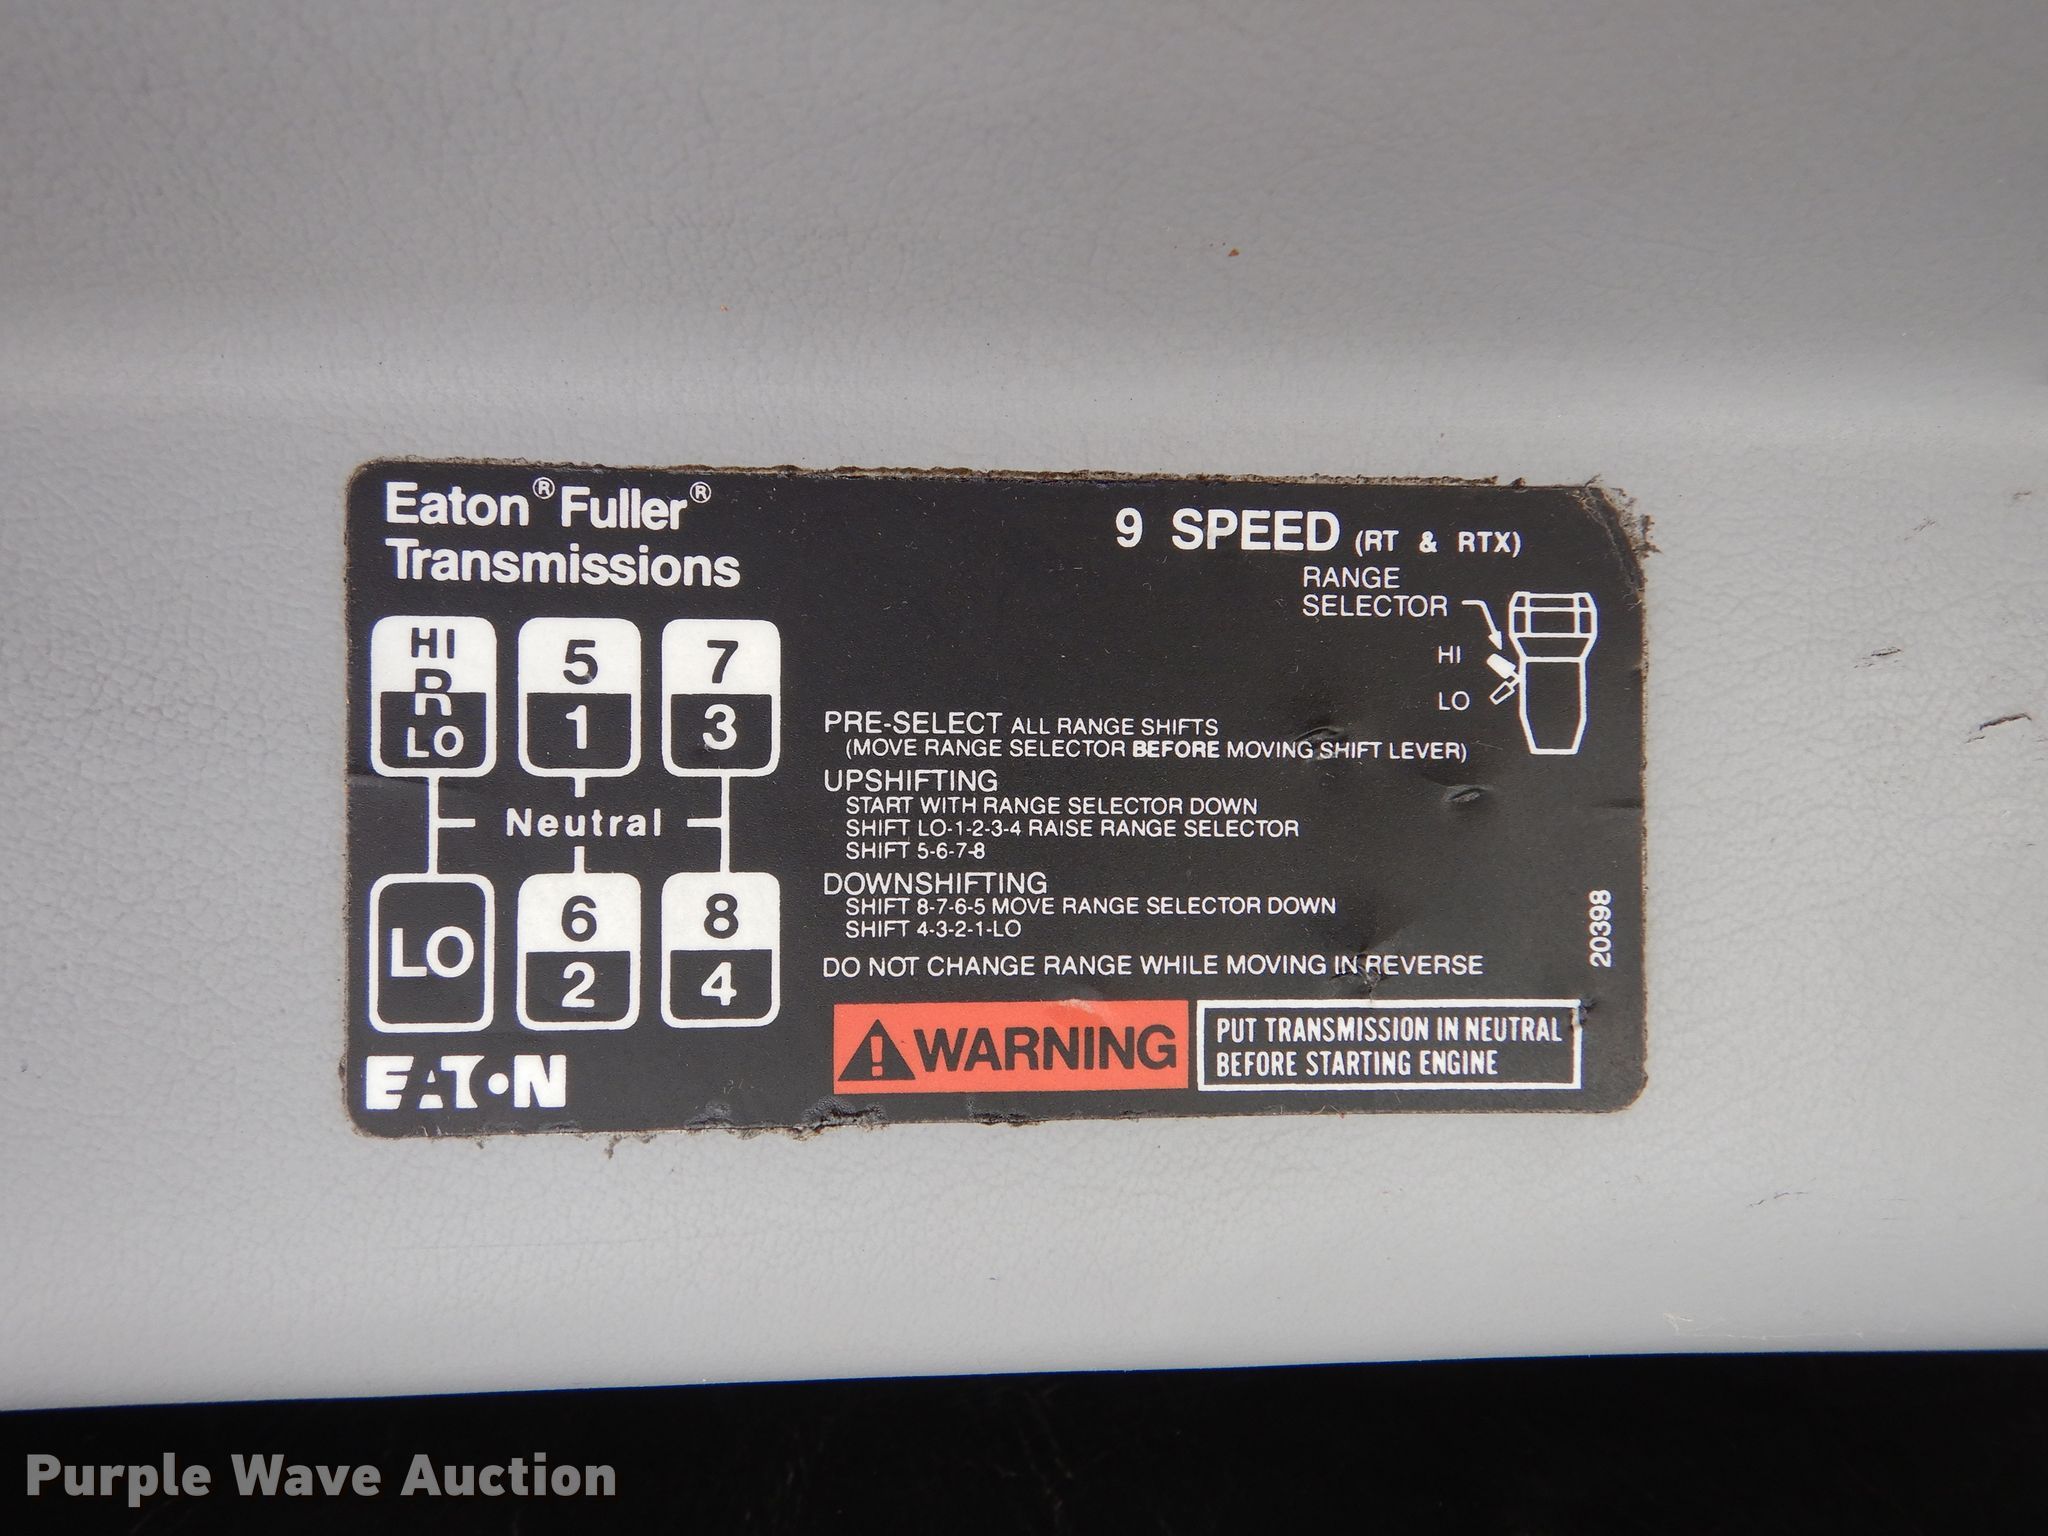 Eaton® Fuller®
Transmissions
9 SPEED (RT & RTX)
RANGE
SELECTOR
HI
LO
HI
R
LO
5
1
7
3
Neutral
LO
6
2
8
4
PRE-SELECT ALL RANGE SHIFTS
(MOVE RANGE SELECTOR BEFORE MOVING SHIFT LEVER)
UPSHIFTING
START WITH RANGE SELECTOR DOWN
SHIFT LO-1-2-3-4 RAISE RANGE SELECTOR
SHIFT 5-6-7-8
DOWNSHIFTING
SHIFT 8-7-6-5 MOVE RANGE SELECTOR DOWN
SHIFT 4-3-2-1-LO
DO NOT CHANGE RANGE WHILE MOVING IN REVERSE
20398
EATON
WARNING
PUT TRANSMISSION IN NEUTRAL
BEFORE STARTING ENGINE
Purple Wave Auction